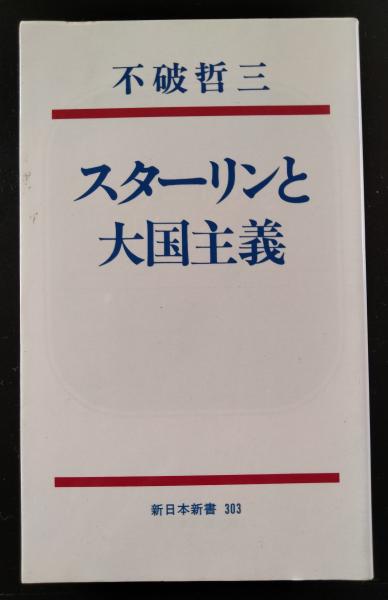 不破哲三
スターリンと
大国主義
新日本新書 303